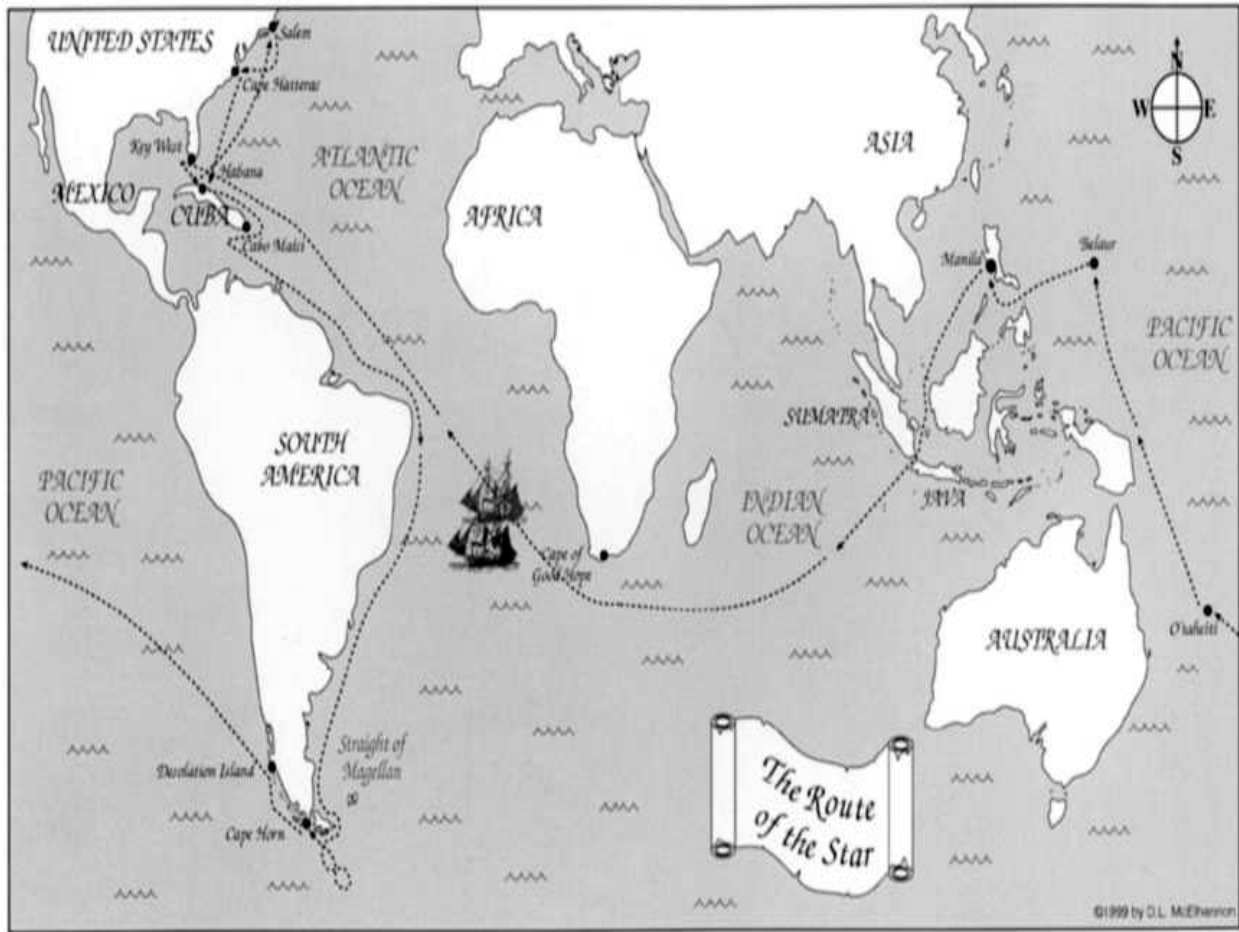 UNITED STATES
Salem
Cape Hatteras
Key West
Habana
ATLANTIC
OCEAN
MEXICO
CUBA
Cabo Maisi
AFRICA
ASIA
N
W
E
S
Manila
Belaur
PACIFIC
OCEAN
SUMATRA
SOUTH
AMERICA
PACIFIC
OCEAN
INDIAN
OCEAN
JAVA
Cape of
Good Hope
AUSTRALIA
O'taheiti
Straight of
Magellan
Desolation Island
Cape Horn
The Route
of the Star
©1999 by D.L. McElhannon